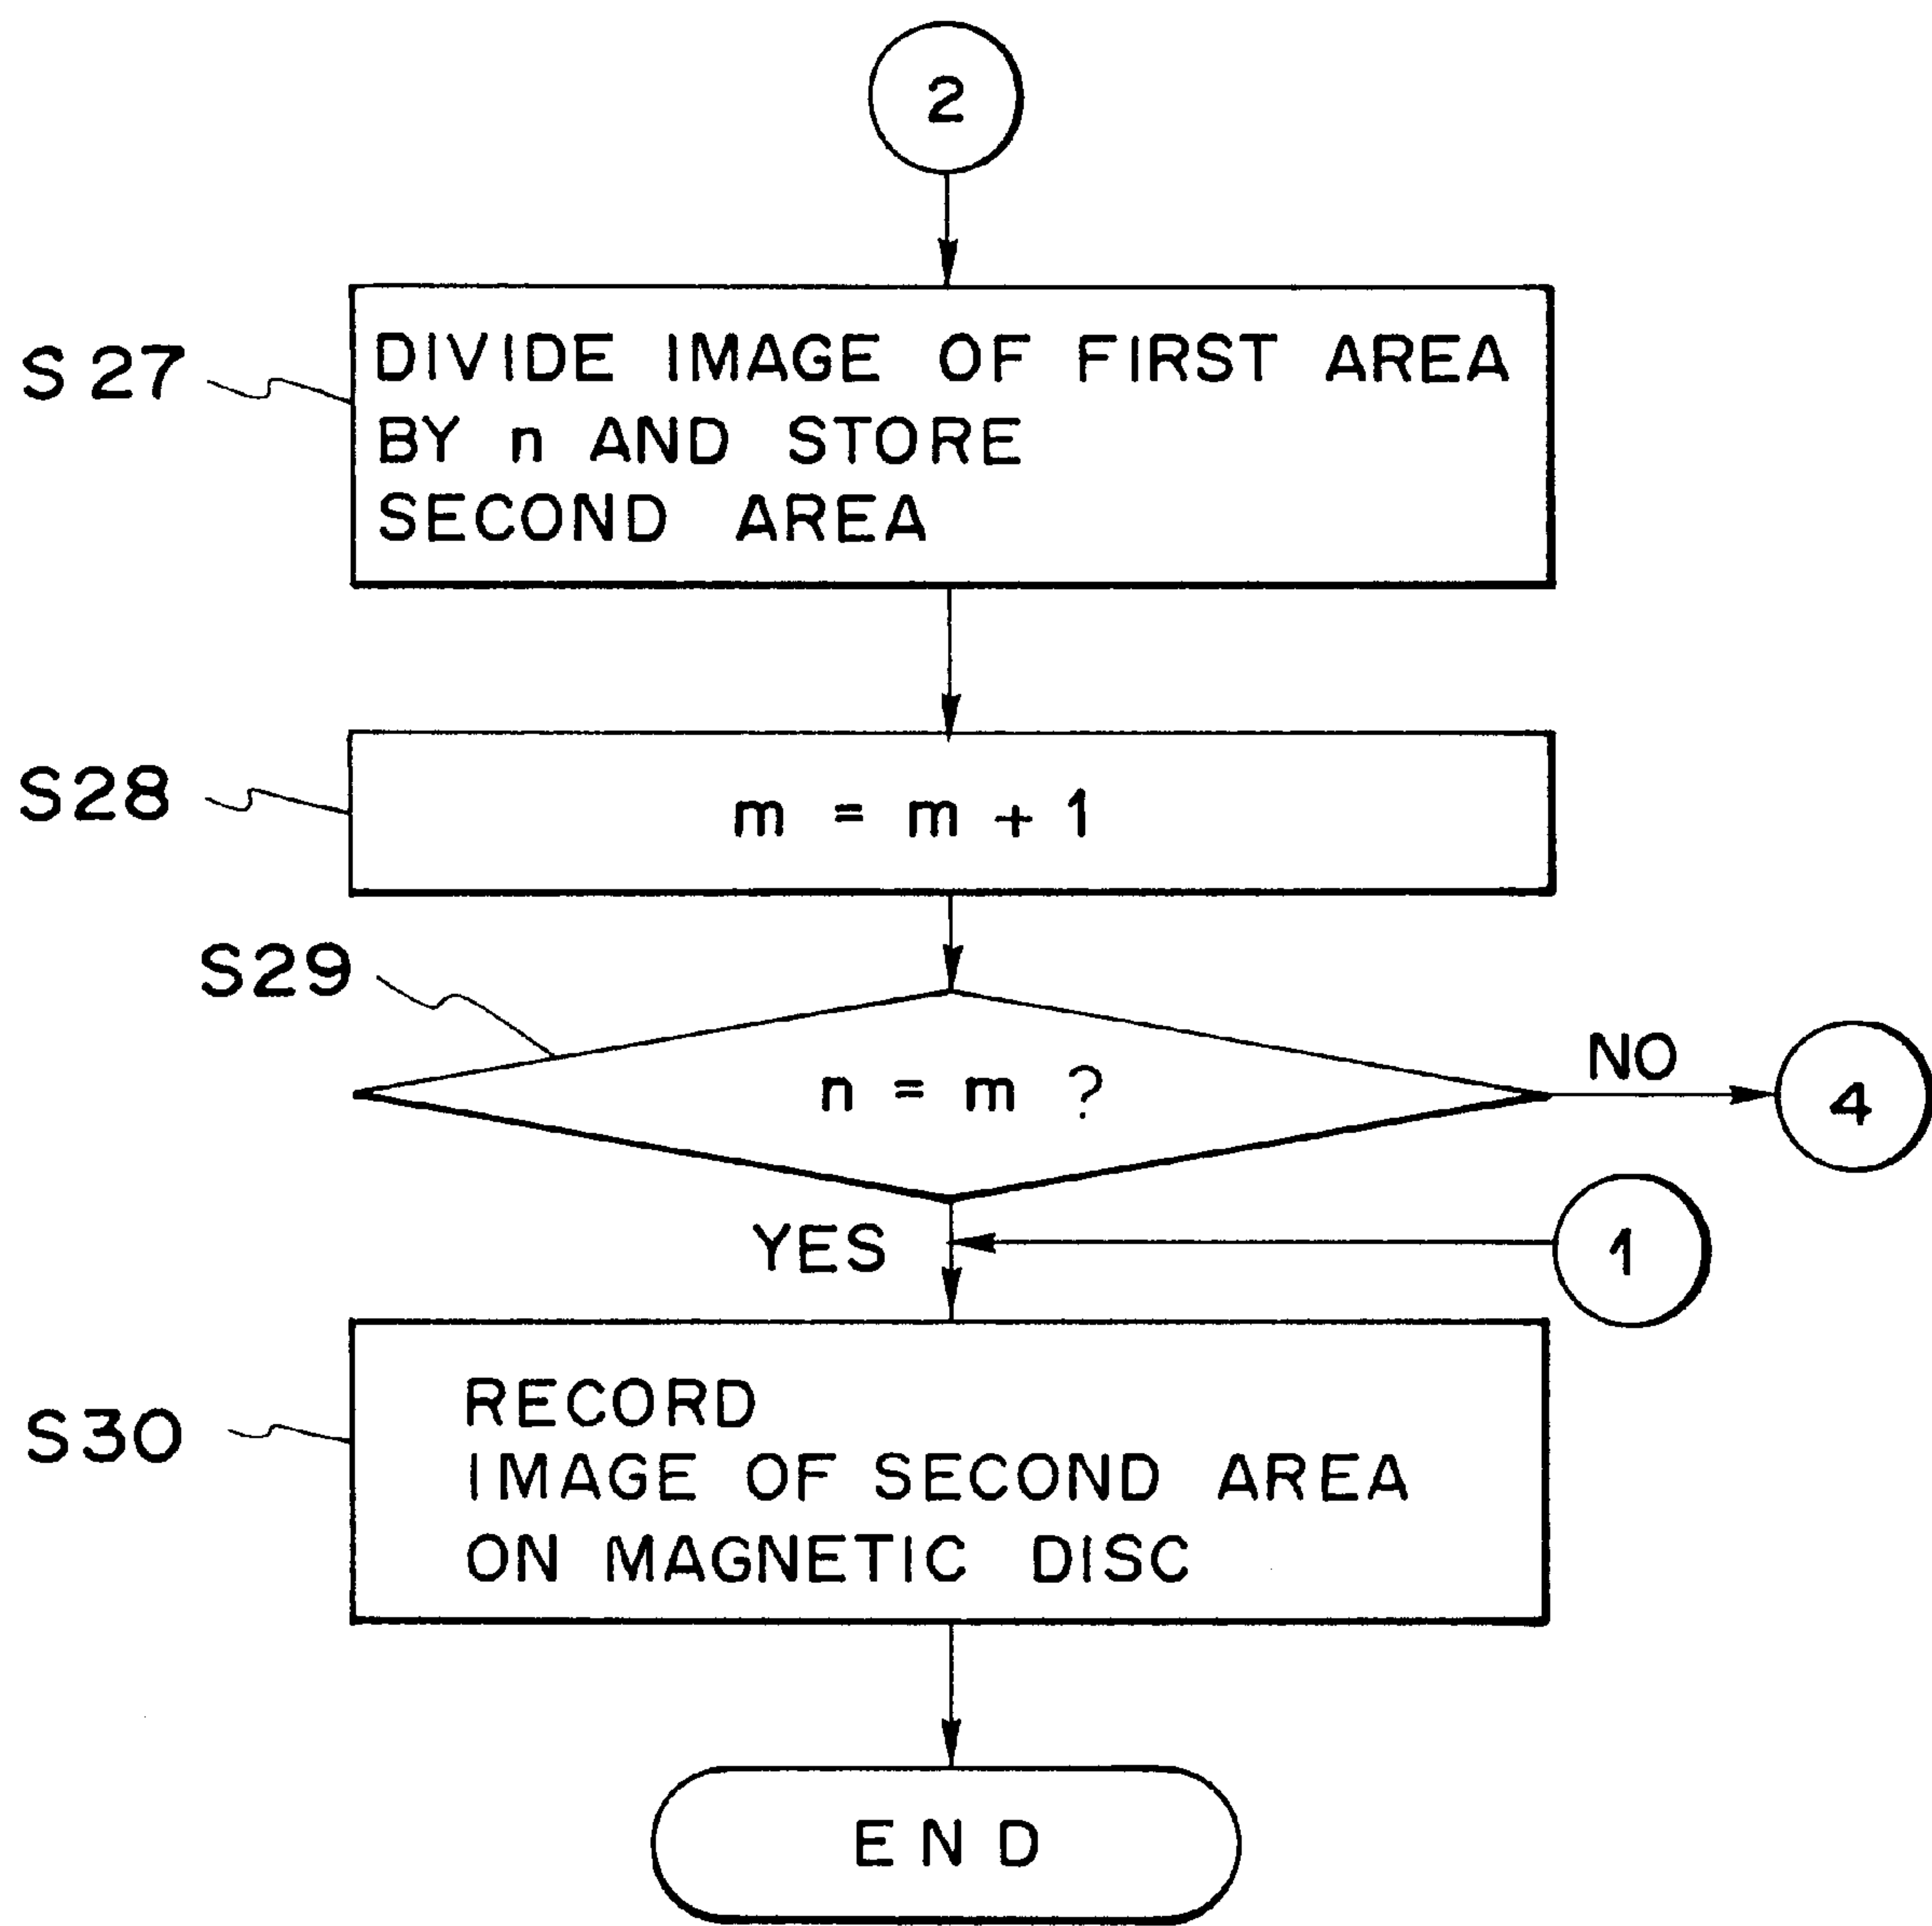 2
S27
DIVIDE IMAGE OF FIRST AREA
BY n AND STORE
SECOND AREA
S28
m = m + 1
S29
n = m ?
NO
4
YES
1
S30
RECORD
IMAGE OF SECOND AREA
ON MAGNETIC DISC
END